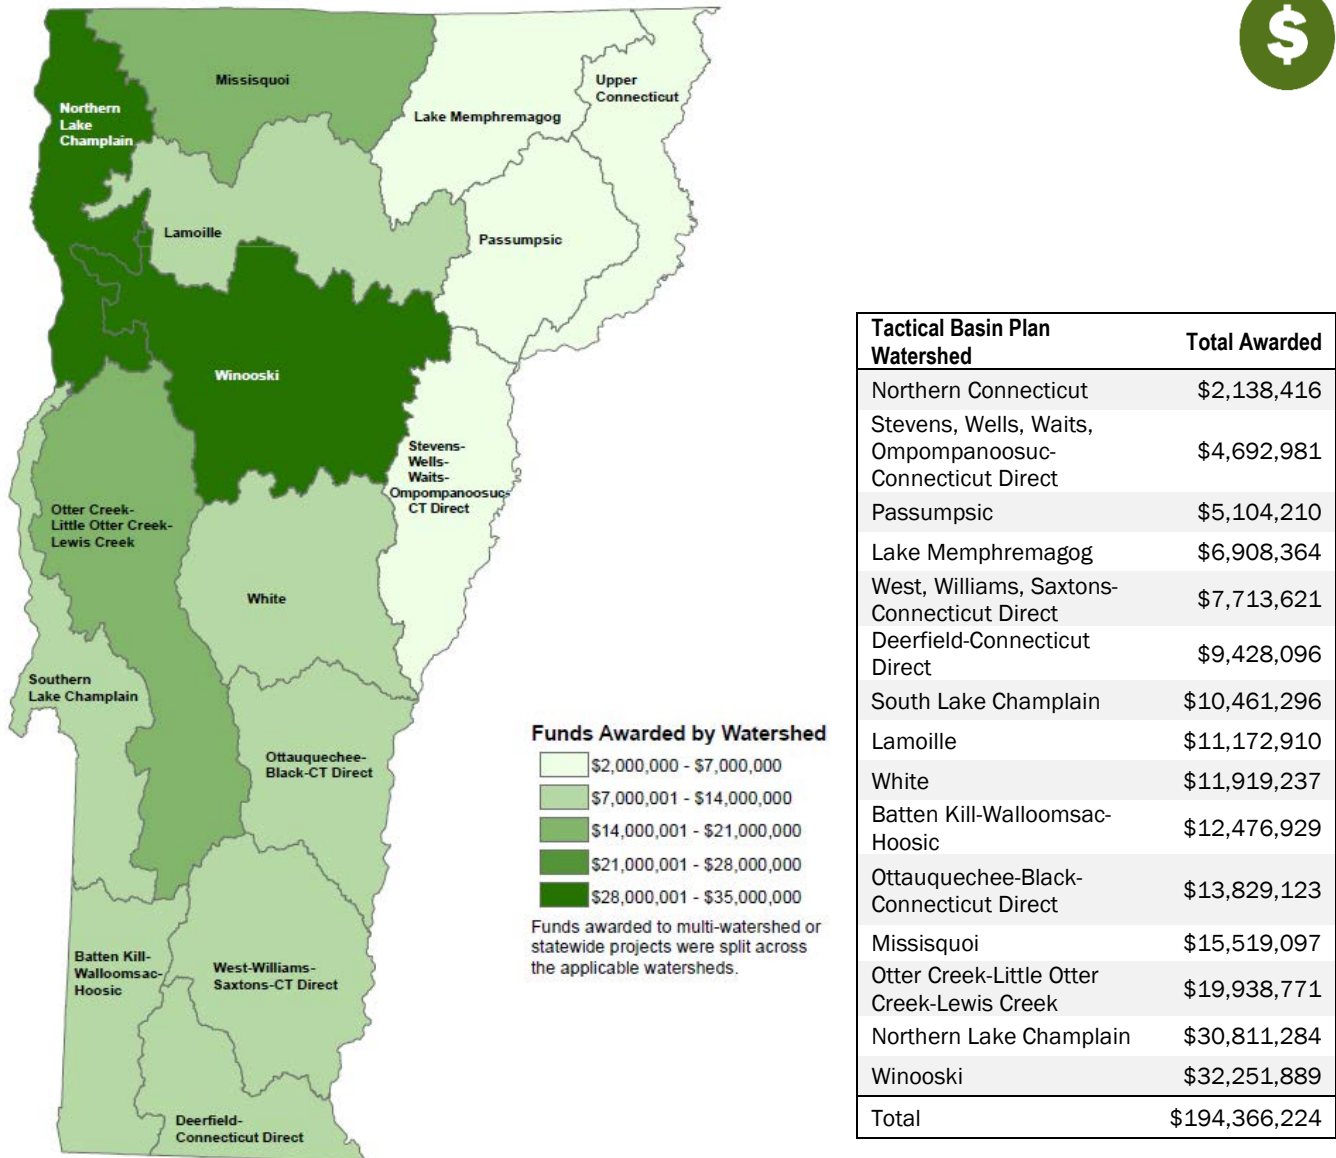 $
Missisquoi
Upper
Connecticut
Northern
Lake
Champlain
Lake Memphremagog
Lamoille
Passumpsic
Winooski
Stevens-
Wells-
Waits-
Ompompanoosuc-
CT Direct
Otter Creek-
Little Otter Creek-
Lewis Creek
White
Southern
Lake Champlain
Ottauquechee-
Black-CT Direct
Batten Kill-
Walloomsac-
Hoosic
West-Williams-
Saxtons-CT Direct
Deerfield-
Connecticut Direct
Funds Awarded by Watershed
$2,000,000 - $7,000,000
$7,000,001 - $14,000,000
$14,000,001 - $21,000,000
$21,000,001 - $28,000,000
$28,000,001 - $35,000,000
Funds awarded to multi-watershed or
statewide projects were split across
the applicable watersheds.
Tactical Basin Plan
Watershed Total Awarded
Northern Connecticut $2,138,416
Stevens, Wells, Waits,
Ompompanoosuc- $4,692,981
Connecticut Direct
Passumpsic $5,104,210
Lake Memphremagog $6,908,364
West, Williams, Saxtons-
Connecticut Direct $7,713,621
Deerfield-Connecticut
Direct $9,428,096
South Lake Champlain $10,461,296
Lamoille $11,172,910
White $11,919,237
Batten Kill-Walloomsac-
Hoosic $12,476,929
Ottauquechee-Black-
Connecticut Direct $13,829,123
Missisquoi $15,519,097
Otter Creek-Little Otter
Creek-Lewis Creek $19,938,771
Northern Lake Champlain $30,811,284
Winooski $32,251,889
Total $194,366,224